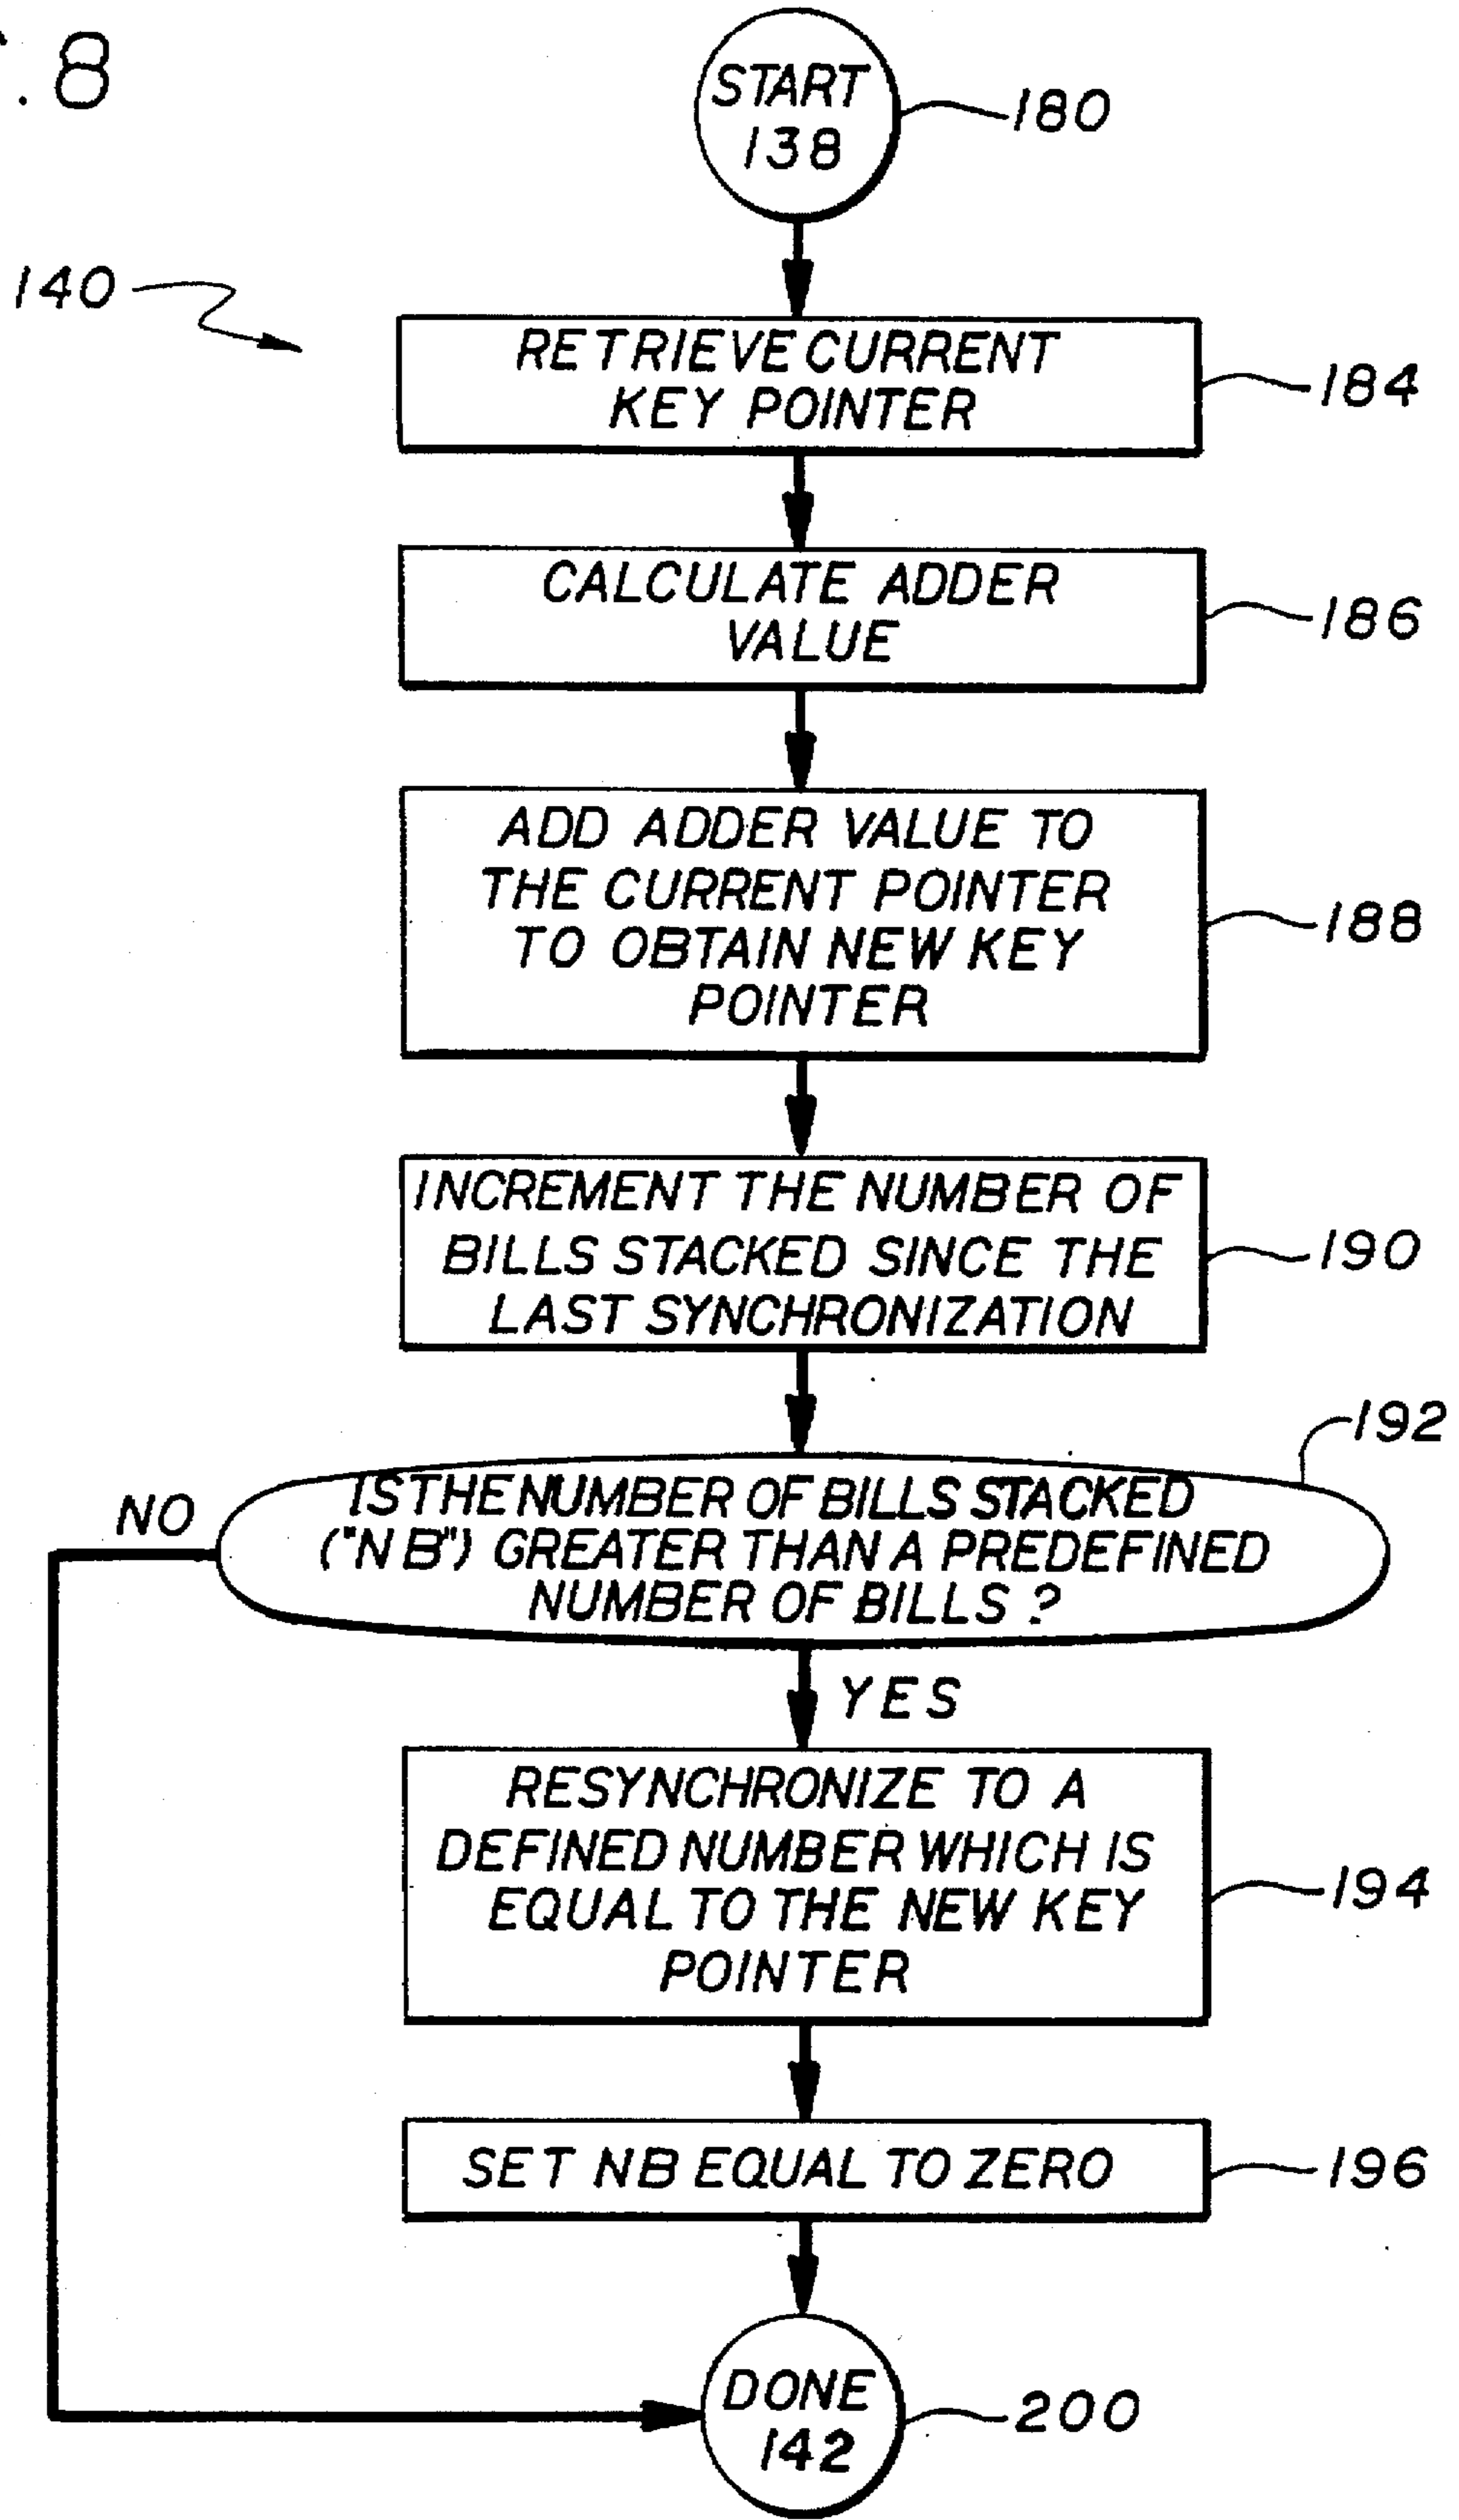 . 8
START
138
180
140
RETRIEVE CURRENT
KEY POINTER
184
CALCULATE ADDER
VALUE
186
ADD ADDER VALUE TO
THE CURRENT POINTER
TO OBTAIN NEW KEY
POINTER
188
INCREMENT THE NUMBER OF
BILLS STACKED SINCE THE
LAST SYNCHRONIZATION
190
192
NO
IS THE NUMBER OF BILLS STACKED
("NB") GREATER THAN A PREDEFINED
NUMBER OF BILLS ?
YES
RESYNCHRONIZE TO A
DEFINED NUMBER WHICH IS
EQUAL TO THE NEW KEY
POINTER
194
SET NB EQUAL TO ZERO
196
DONE
142
200